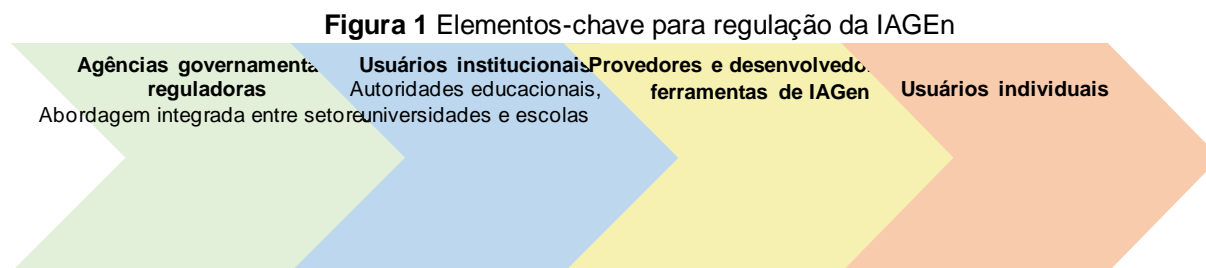 Figura 1 Elementos-chave para regulação da IAGEn
Agências governamenta
reguladoras
Abordagem integrada entre setore
Usuários institucionais
Autoridades educacionais,
universidades e escolas
Provedores e desenvolvedo
ferramentas de IAGen
Usuários individuais